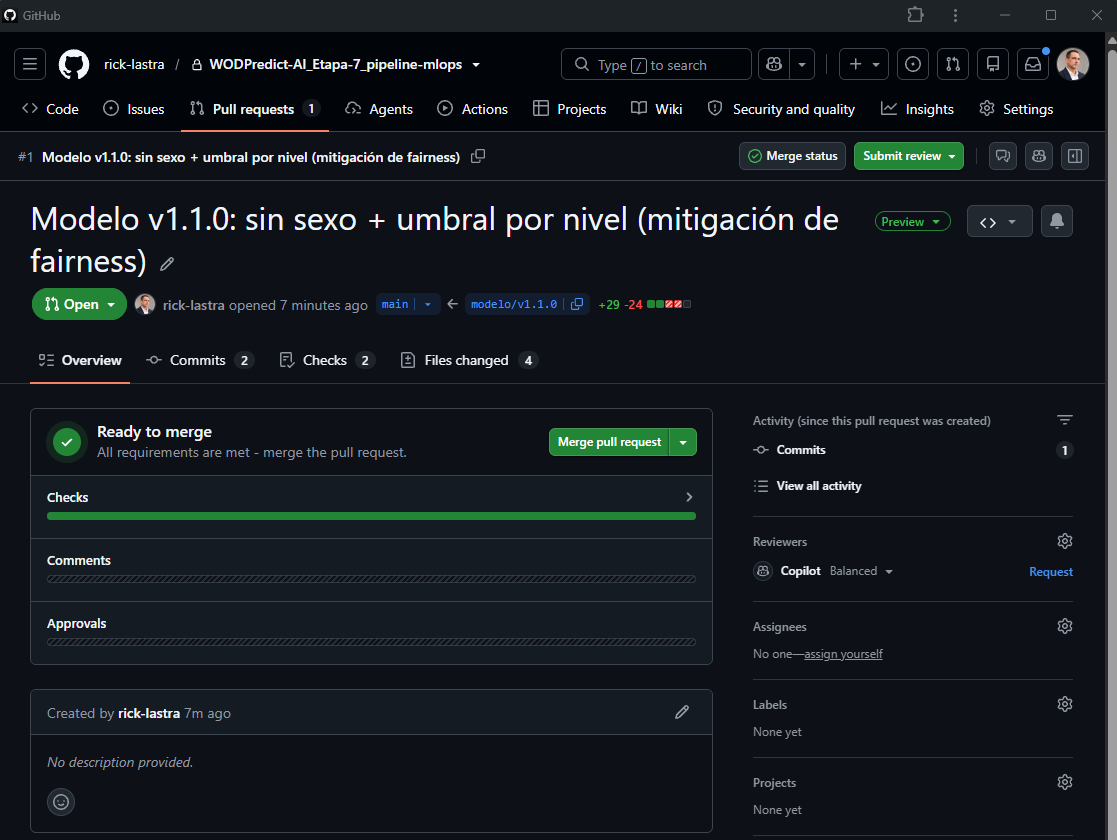 GitHub
rick-lastra / WODPredict-AI_Etapa-7_pipeline-mlops
Type / to search
Code
Issues
Pull requests 1
Agents
Actions
Projects
Wiki
Security and quality
Insights
Settings
#1 Modelo v1.1.0: sin sexo + umbral por nivel (mitigación de fairness)
Merge status
Submit review
Modelo v1.1.0: sin sexo + umbral por nivel (mitigación de
fairness)
Preview
Open
rick-lastra opened 7 minutes ago
main
modelo/v1.1.0
+29 -24
Overview
Commits 2
Checks 2
Files changed 4
Ready to merge
All requirements are met - merge the pull request.
Merge pull request
Checks
Comments
Approvals
Created by rick-lastra 7m ago
No description provided.
Activity (since this pull request was created)
Commits 1
View all activity
Reviewers
Copilot Balanced Request
Assignees
No one—assign yourself
Labels
None yet
Projects
None yet